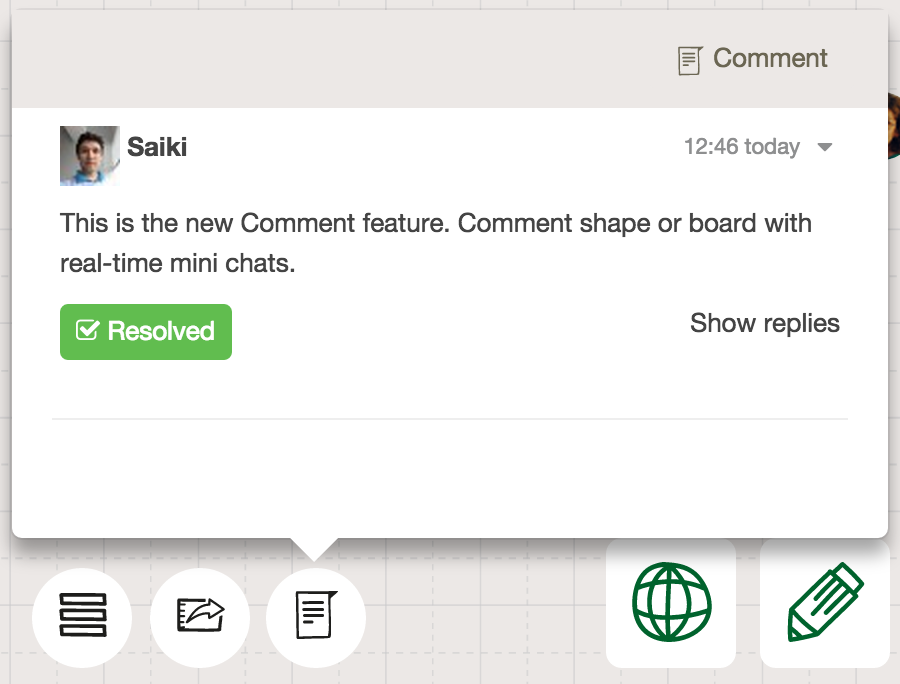 Comment
Saiki
12:46 today
This is the new Comment feature. Comment shape or board with
real-time mini chats.
Resolved
Show replies